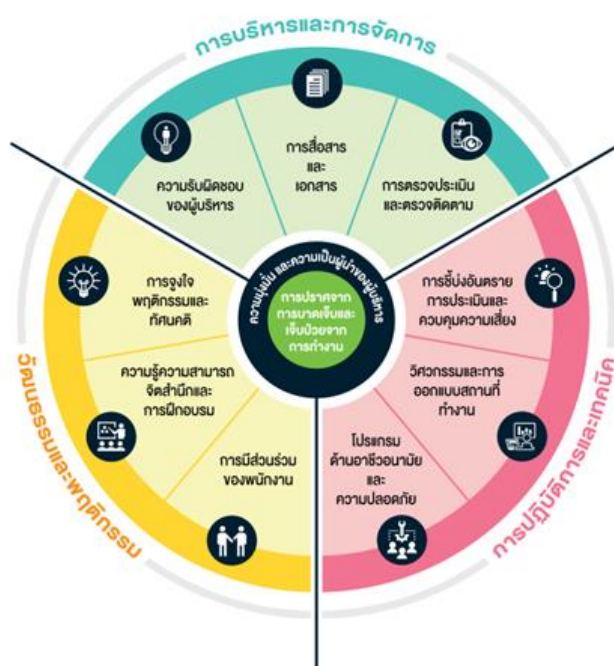 การบริหารและการจัดการ
ความรับผิดชอบ
ของผู้บริหาร
การสื่อสาร
และ
เอกสาร
การตรวจประเมิน
และตรวจติดตาม
การจูงใจ
พฤติกรรมและ
ทัศนคติ
ความรู้ความสามารถ
จิตสำนึกและ
การฝึกอบรม
การมีส่วนร่วม
ของพนักงาน
วัฒนธรรมและพฤติกรรม
ความมุ่งมั่น และความเป็นผู้นำของผู้บริหาร
การปราศจาก
การบาดเจ็บและ
เจ็บป่วยจาก
การทำงาน
การชี้บ่งอันตราย
การประเมินและ
ควบคุมความเสี่ยง
วิศวกรรมและการ
ออกแบบสถานที่
ทำงาน
โปรแกรม
ด้านอาชีวอนามัย
และ
ความปลอดภัย
การปฏิบัติการและเทคนิค